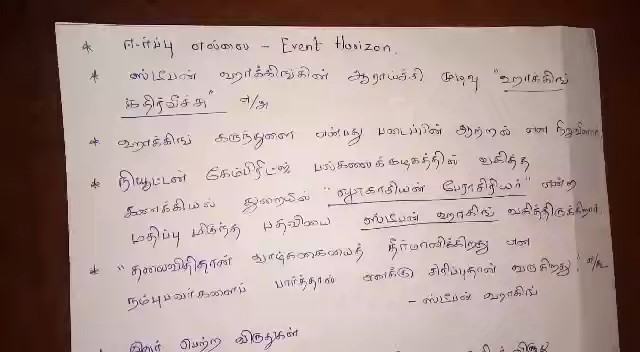 * ஈர்ப்பு எல்லை - Event Horizon.
* ஸ்டீபன் ஹாக்கிங்கின் ஆராய்ச்சி முடிவு "ஹாக்கிங்
கதிர்வீச்சு" எ/அ
* ஹாக்கிங் கருந்துளை என்பது படைப்பின் ஆற்றல் என நிறுவினார்
* நியூட்டன் கேம்பிரிட்ஜ் பல்கலைக்கழகத்தில் வகித்த
கணக்கியல் துறையில் "லூகாசியன் பேராசிரியர்" என்ற
மதிப்பு மிகுந்த பதவியை ஸ்டீபன் ஹாகிங் வகித்திருக்கிறார்
* "தலைவிதிதான் வாழ்க்கையைத் தீர்மானிக்கிறது என
நம்புபவர்களைப் பார்த்தால் எனக்கு சிரிப்புதான் வருகிறது"
- ஸ்டீபன் ஹாகிங்
* பெற்ற விருதுகள்